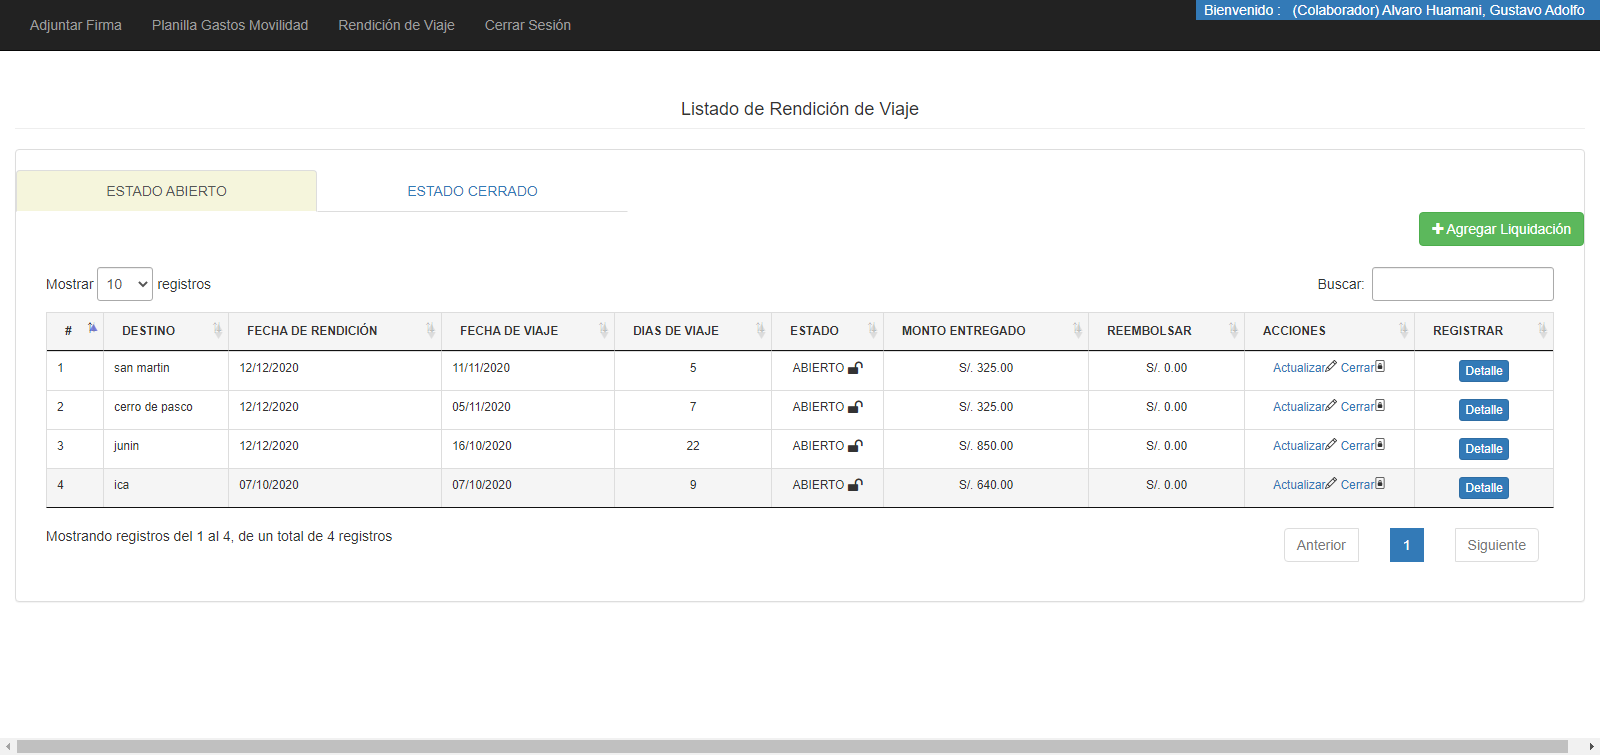 Adjuntar Firma Planilla Gastos Movilidad Rendición de Viaje Cerrar Sesión Bienvenido : (Colaborador) Alvaro Huamani, Gustavo Adolfo
Listado de Rendición de Viaje
ESTADO ABIERTO ESTADO CERRADO
Agregar Liquidación
Mostrar 10 registros Buscar:
# DESTINO FECHA DE RENDICIÓN FECHA DE VIAJE DIAS DE VIAJE ESTADO MONTO ENTREGADO REEMBOLSAR ACCIONES REGISTRAR
1 san martin 12/12/2020 11/11/2020 5 ABIERTO S/. 325.00 S/. 0.00 Actualizar Cerrar Detalle
2 cerro de pasco 12/12/2020 05/11/2020 7 ABIERTO S/. 325.00 S/. 0.00 Actualizar Cerrar Detalle
3 junin 12/12/2020 16/10/2020 22 ABIERTO S/. 850.00 S/. 0.00 Actualizar Cerrar Detalle
4 ica 07/10/2020 07/10/2020 9 ABIERTO S/. 640.00 S/. 0.00 Actualizar Cerrar Detalle
Mostrando registros del 1 al 4, de un total de 4 registros Anterior 1 Siguiente